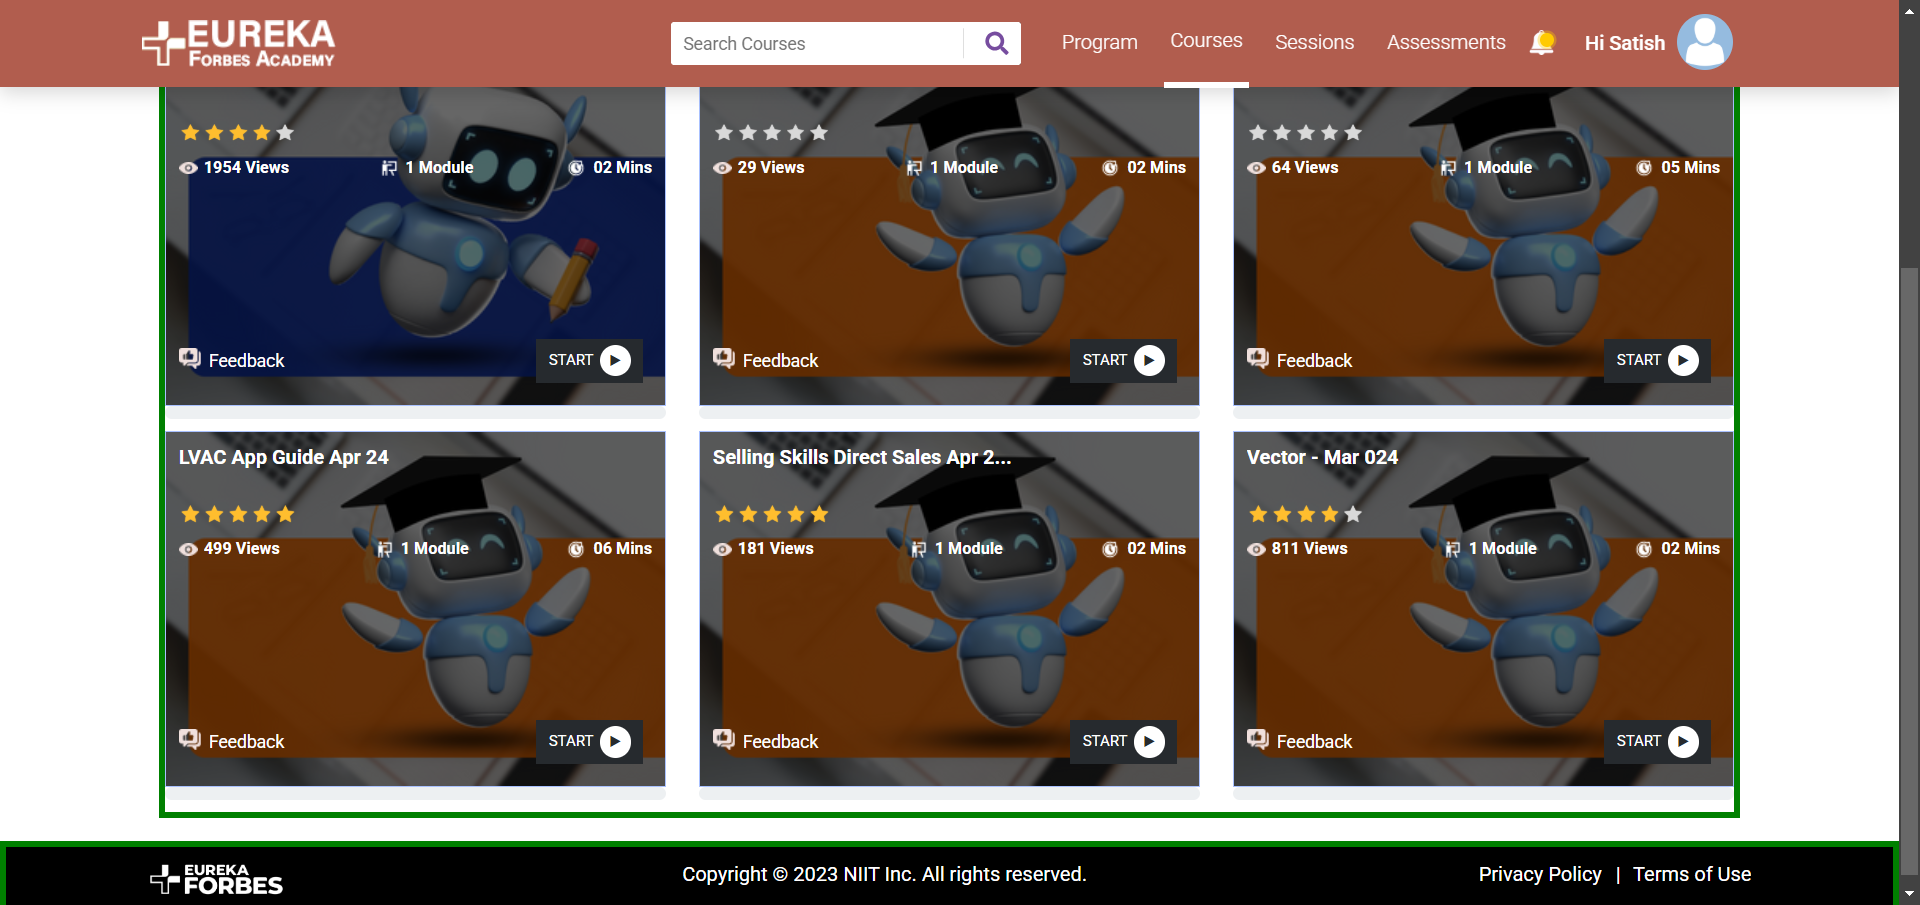 EUREKA
FORBES ACADEMY
Search Courses
Program
Courses
Sessions
Assessments
Hi Satish
1954 Views
1 Module
02 Mins
29 Views
1 Module
02 Mins
64 Views
1 Module
05 Mins
Feedback
START
Feedback
START
Feedback
START
LVAC App Guide Apr 24
Selling Skills Direct Sales Apr 2...
Vector - Mar 024
499 Views
1 Module
06 Mins
181 Views
1 Module
02 Mins
811 Views
1 Module
02 Mins
Feedback
START
Feedback
START
Feedback
START
EUREKA
FORBES
Copyright © 2023 NIIT Inc. All rights reserved.
Privacy Policy | Terms of Use